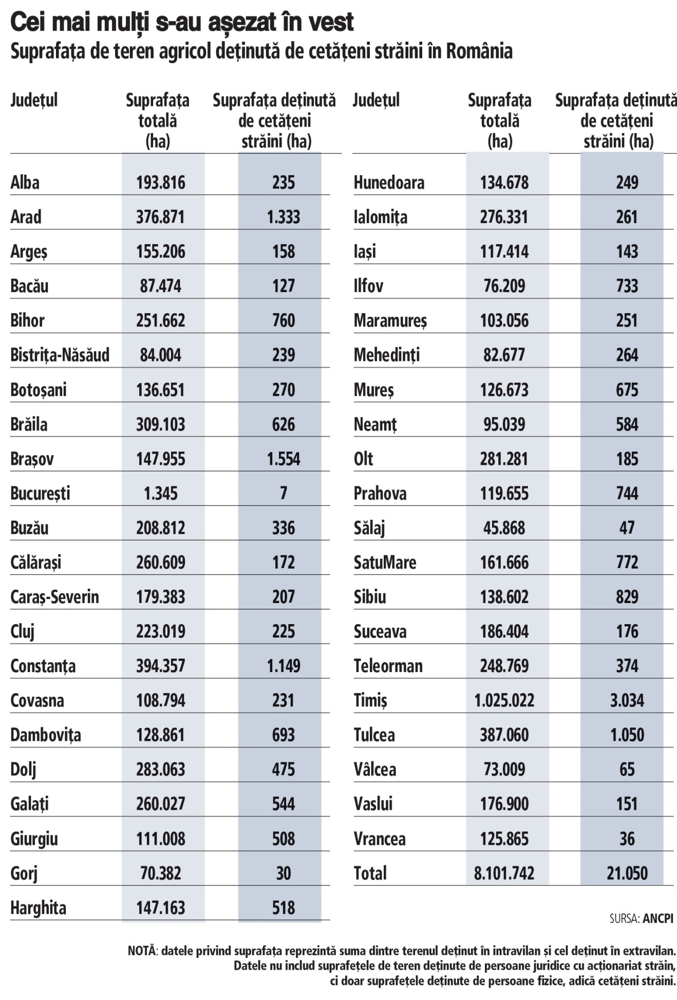 Cei mai mulți s-au așezat în vest
Suprafața de teren agricol deținută de cetățeni străini în România
Județul Suprafața totală (ha) Suprafața deținută de cetățeni străini (ha)
Alba 193.816 235
Arad 376.871 1.333
Argeș 155.206 158
Bacău 87.474 127
Bihor 251.662 760
Bistrița-Năsăud 84.004 239
Botoșani 136.651 270
Brăila 309.103 626
Brașov 147.955 1.554
București 1.345 7
Buzău 208.812 336
Călărași 260.609 172
Caraș-Severin 179.383 207
Cluj 223.019 225
Constanța 394.357 1.149
Covasna 108.794 231
Dambovița 128.861 693
Dolj 283.063 475
Galați 260.027 544
Giurgiu 111.008 508
Gorj 70.382 30
Harghita 147.163 518
Județul Suprafața totală (ha) Suprafața deținută de cetățeni străini (ha)
Hunedoara 134.678 249
Ialomița 276.331 261
Iași 117.414 143
Ilfov 76.209 733
Maramureș 103.056 251
Mehedinți 82.677 264
Mureș 126.673 675
Neamț 95.039 584
Olt 281.281 185
Prahova 119.655 744
Sălaj 45.868 47
SatuMare 161.666 772
Sibiu 138.602 829
Suceava 186.404 176
Teleorman 248.769 374
Timiș 1.025.022 3.034
Tulcea 387.060 1.050
Vâlcea 73.009 65
Vaslui 176.900 151
Vrancea 125.865 36
Total 8.101.742 21.050
SURSA: ANCPI
NOTĂ: datele privind suprafața reprezintă suma dintre terenul deținut în intravilan și cel deținut în extravilan.
Datele nu includ suprafețele de teren deținute de persoane juridice cu acționariat străin,
ci doar suprafețele deținute de persoane fizice, adică cetățeni străini.